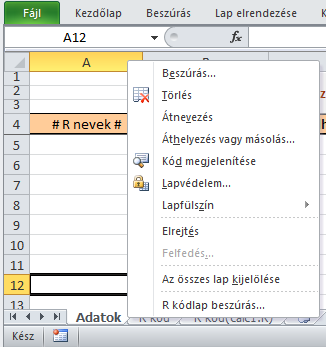 Fájl Kezdőlap Beszúrás Lap elrendezése
A12 fx
A
1
Beszúrás...
2
Törlés
3
Átnevezés
4 # R nevek #
Áthelyezés vagy másolás...
5
6 Kód megjelenítése
7 Lapvédelem...
8 Lapfülszín
9
Elrejtés
10
Felfedés...
11
12 Az összes lap kijelölése
13 R kódlap beszúrás...
Adatok R kód R kód(calc1.R)
Kész